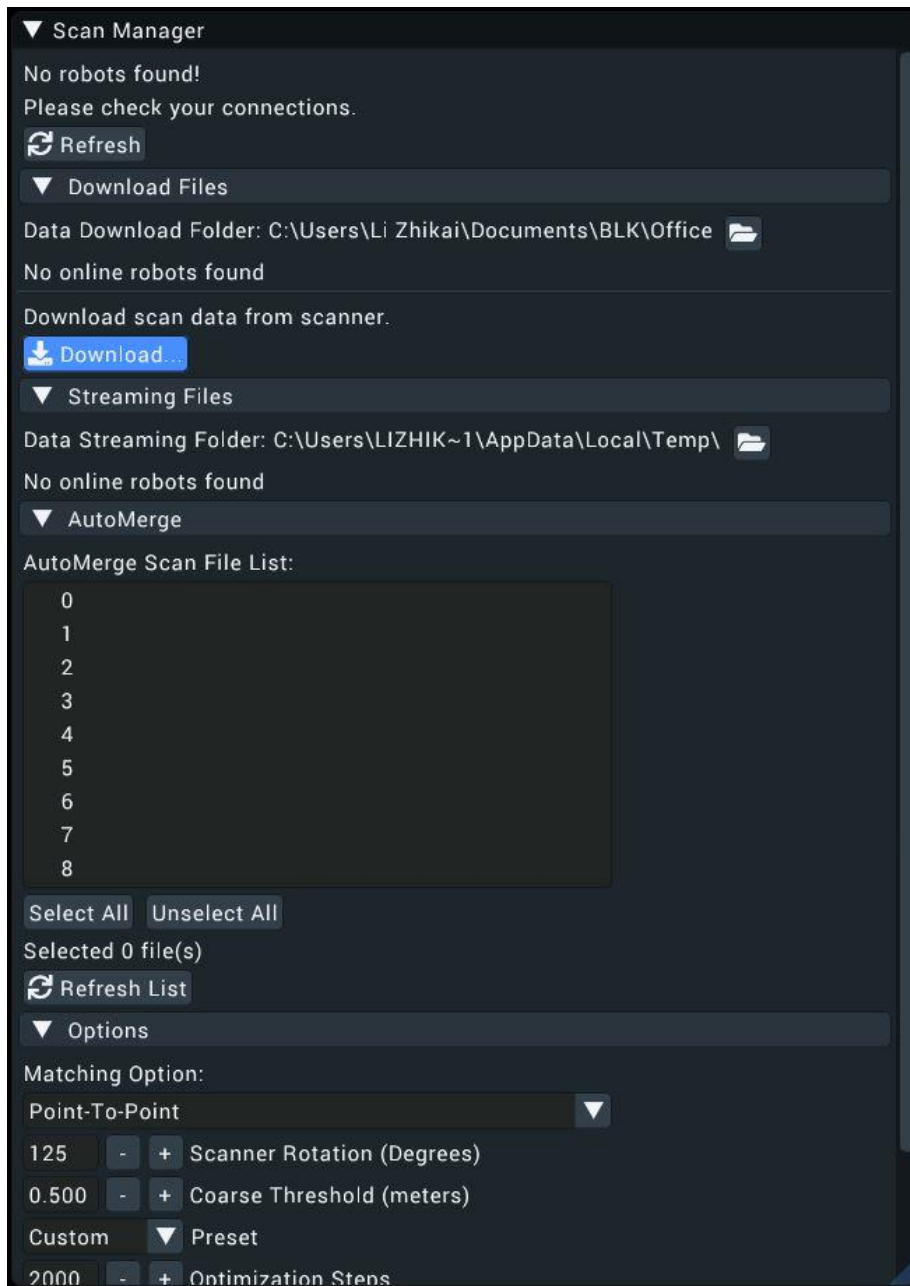 Scan Manager
No robots found!
Please check your connections.
Refresh
Download Files
Data Download Folder: C:\Users\Li Zhikai\Documents\BLK\Office
No online robots found
Download scan data from scanner.
Download...
Streaming Files
Data Streaming Folder: C:\Users\LIZHIK~1\AppData\Local\Temp\
No online robots found
AutoMerge
AutoMerge Scan File List:
0
1
2
3
4
5
6
7
8
Select All Unselect All
Selected 0 file(s)
Refresh List
Options
Matching Option:
Point-To-Point
125 - + Scanner Rotation (Degrees)
0.500 - + Coarse Threshold (meters)
Custom Preset
2000 - + Optimization Steps